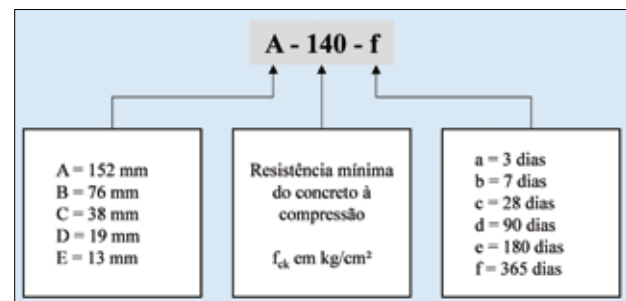 A - 140 - f
A = 152 mm
B = 76 mm
C = 38 mm
D = 19 mm
E = 13 mm
Resistência mínima
do concreto à
compressão
fck em kg/cm²
a = 3 dias
b = 7 dias
c = 28 dias
d = 90 dias
e = 180 dias
f = 365 dias